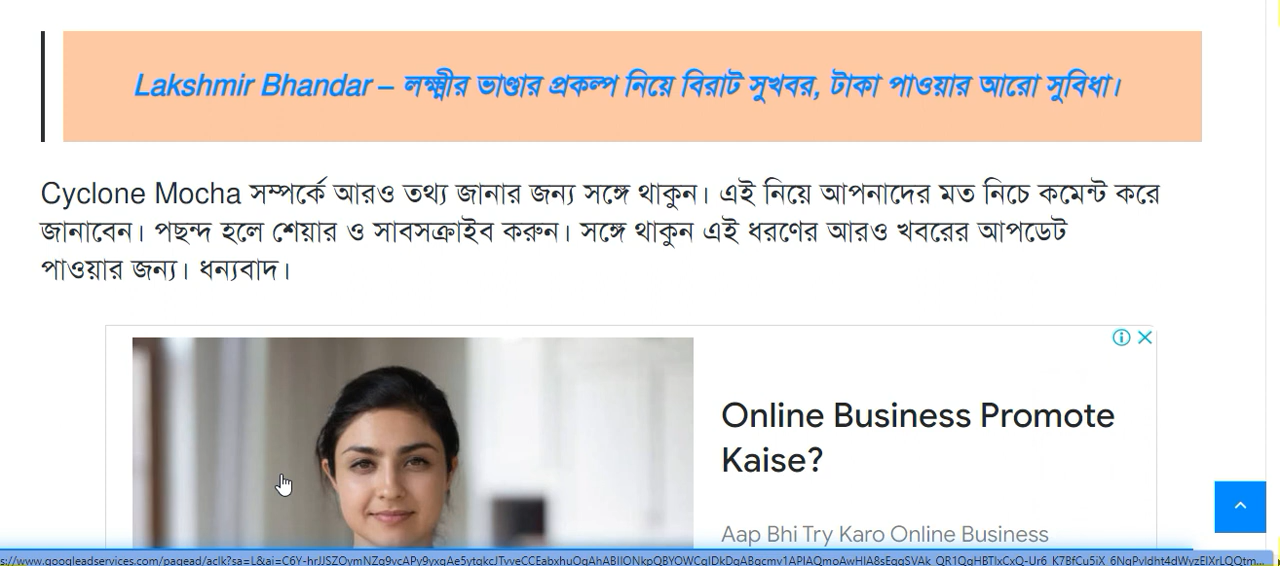 Lakshmir Bhandar – লক্ষ্মীর ভাণ্ডার প্রকল্প নিয়ে বিরাট সুখবর, টাকা পাওয়ার আরো সুবিধা।
Cyclone Mocha সম্পর্কে আরও তথ্য জানার জন্য সঙ্গে থাকুন। এই নিয়ে আপনাদের মত নিচে কমেন্ট করে
জানাবেন। পছন্দ হলে শেয়ার ও সাবসক্রাইব করুন। সঙ্গে থাকুন এই ধরণের আরও খবরের আপডেট
পাওয়ার জন্য। ধন্যবাদ।
Online Business Promote
Kaise?
Aap Bhi Try Karo Online Business